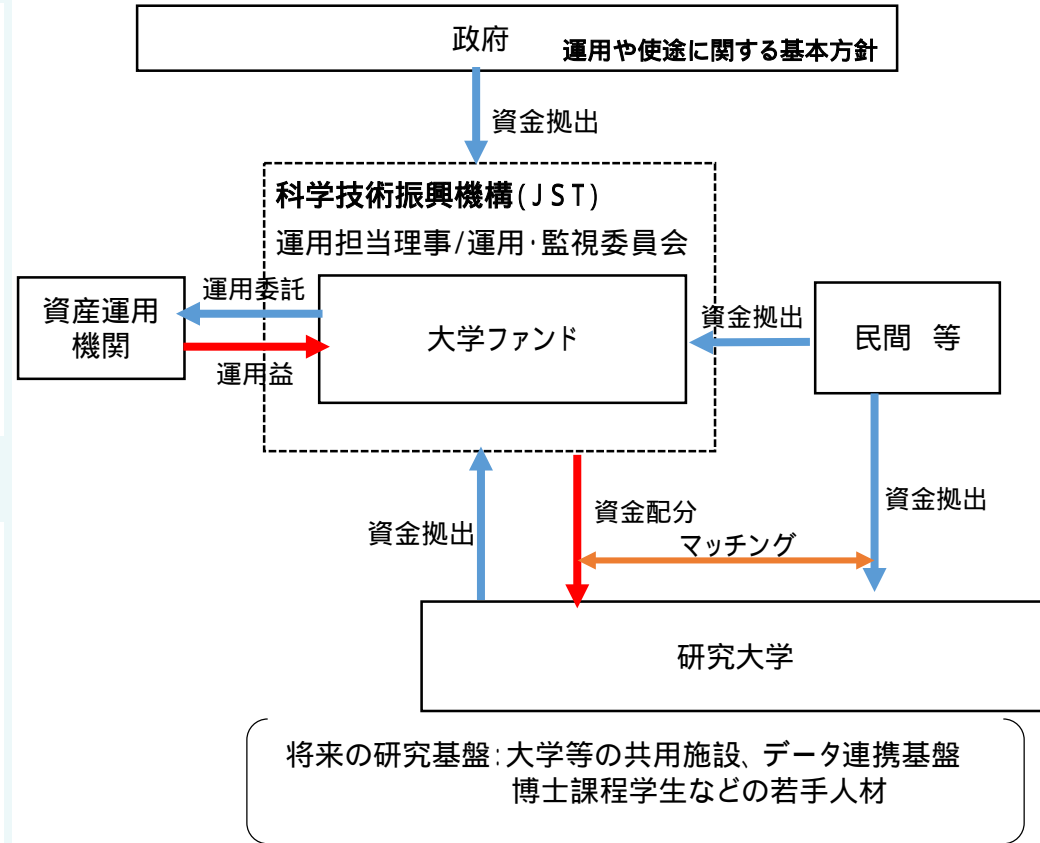 政府 運用や使途に関する基本方針
資金拠出
科学技術振興機構(JST)
運用担当理事/運用・監視委員会
運用委託
資産運用
機関
運用益
大学ファンド
資金拠出
民間 等
資金拠出
資金配分
マッチング
資金拠出
研究大学
将来の研究基盤:大学等の共用施設、データ連携基盤
博士課程学生などの若手人材